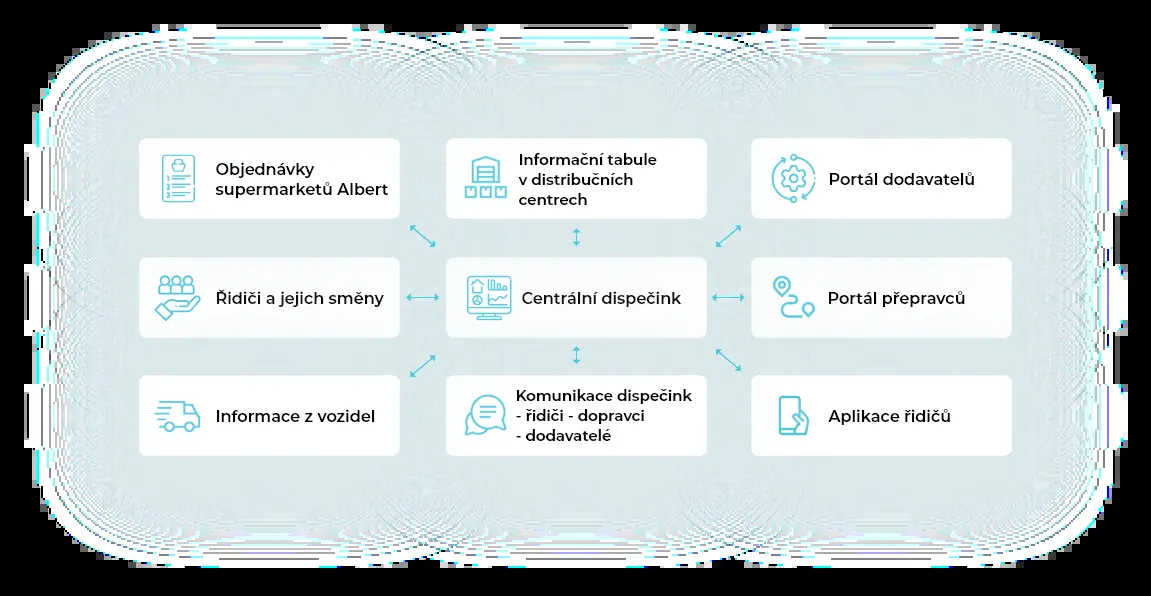 Objednávky
supermarketů Albert
Informační tabule
v distribučních
centrech
Portál dodavatelů
Řidiči a jejich směny
Centrální dispečink
Portál přepravců
Informace z vozidel
Komunikace dispečink
- řidiči - dopravci
- dodavatelé
Aplikace řidičů